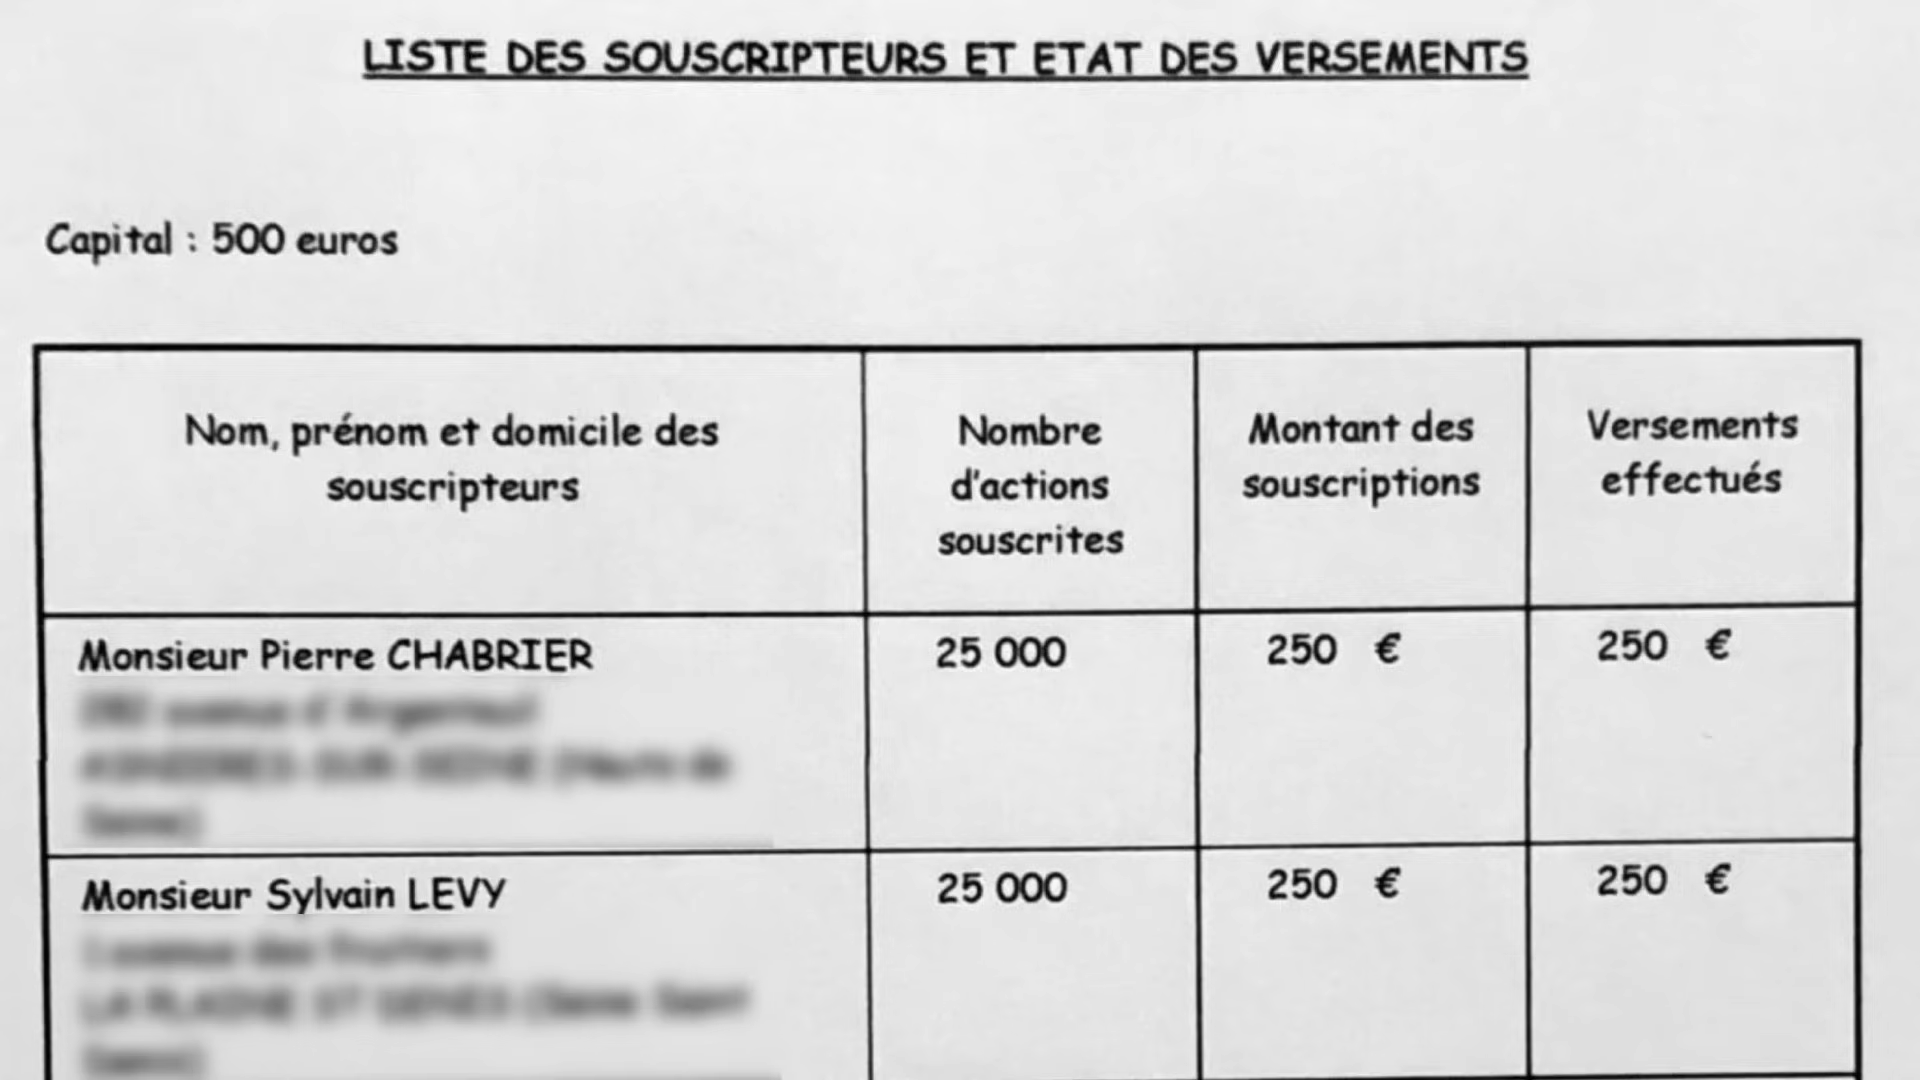 LISTE DES SOUSCRIPTEURS ET ETAT DES VERSEMENTS
Capital : 500 euros
Nom, prénom et domicile des
souscripteurs
Nombre
d'actions
souscrites
Montant des
souscriptions
Versements
effectués
Monsieur Pierre CHABRIER
25 000
250 €
250 €
Monsieur Sylvain LEVY
25 000
250 €
250 €